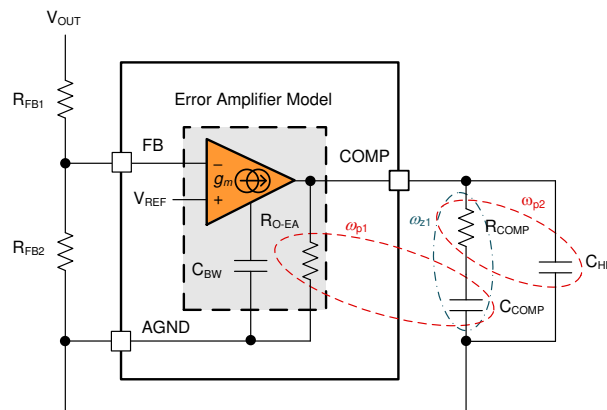 VOUT
RFB1
Error Amplifier Model
FB
COMP
−
gm
VREF
+
RO-EA
ωp1
ωz1
ωp2
RCOMP
RFB2
CBW
CHF
CCOMP
AGND